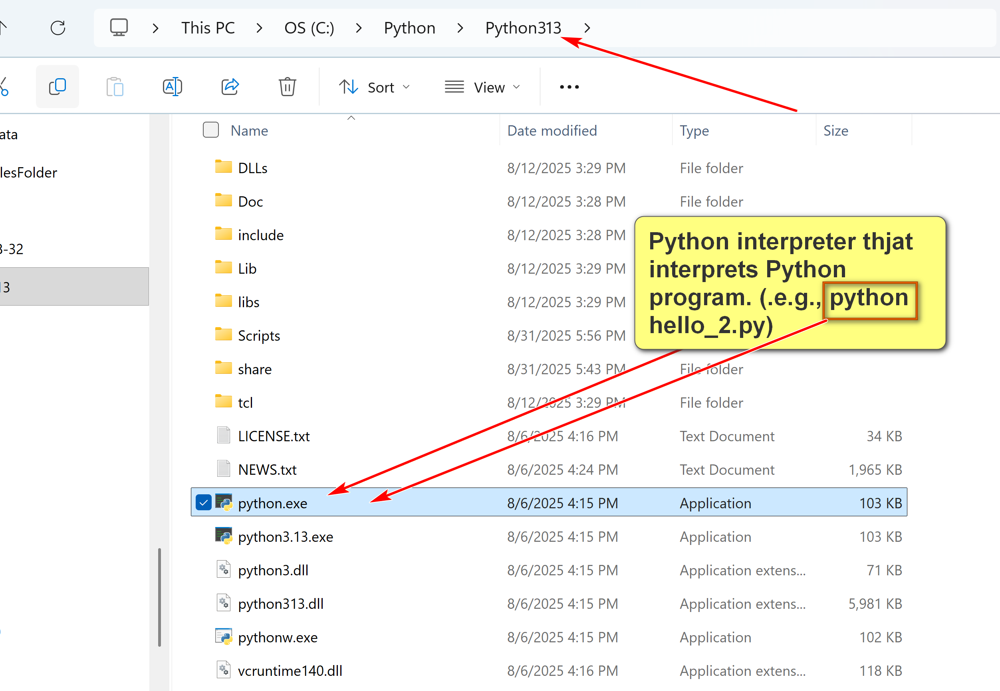 This PC > OS (C:) > Python > Python313 >
Sort View
Name Date modified Type Size
ata
lesFolder
3-32
13
DLLs 8/12/2025 3:29 PM File folder
Doc 8/12/2025 3:28 PM File folder
include 8/12/2025 3:28 PM
Lib 8/12/2025 3:29 PM
libs 8/12/2025 3:29 PM
Scripts 8/31/2025 5:56 PM
share 8/31/2025 5:43 PM File folder
tcl 8/12/2025 3:29 PM File folder
LICENSE.txt 8/6/2025 4:16 PM Text Document 34 KB
NEWS.txt 8/6/2025 4:24 PM Text Document 1,965 KB
python.exe 8/6/2025 4:15 PM Application 103 KB
python3.13.exe 8/6/2025 4:15 PM Application 103 KB
python3.dll 8/6/2025 4:15 PM Application extens... 71 KB
python313.dll 8/6/2025 4:15 PM Application extens... 5,981 KB
pythonw.exe 8/6/2025 4:15 PM Application 102 KB
vcruntime140.dll 8/6/2025 4:16 PM Application extens... 118 KB
Python interpreter thjat
interprets Python
program. (.e.g., python
hello_2.py)